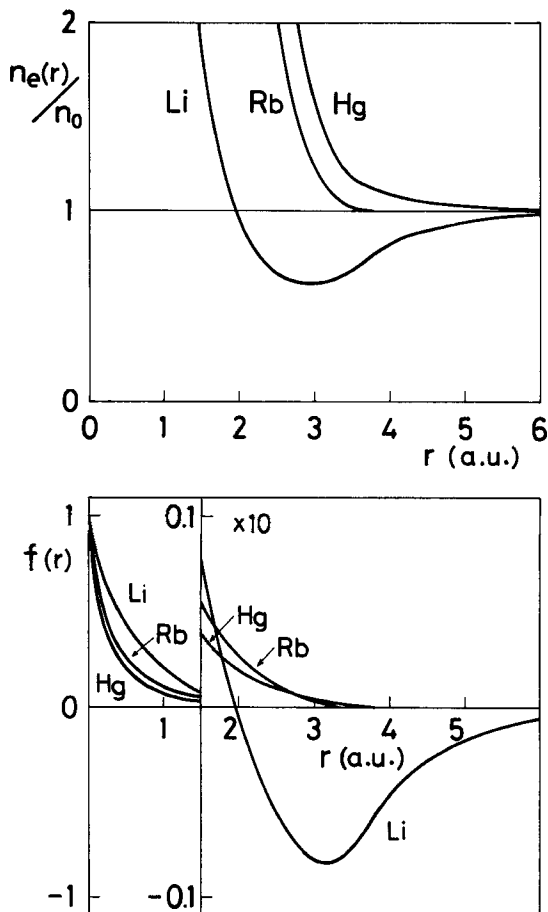 2
n_e(r)/n_0
Li
Rb
Hg
1
0
0 1 2 3 4 5 6
r (a.u.)
1
0.1
x10
f(r)
Li
Hg
Rb
Rb
Hg
0
1 2 3 4 5
r (a.u.)
Li
-1
-0.1